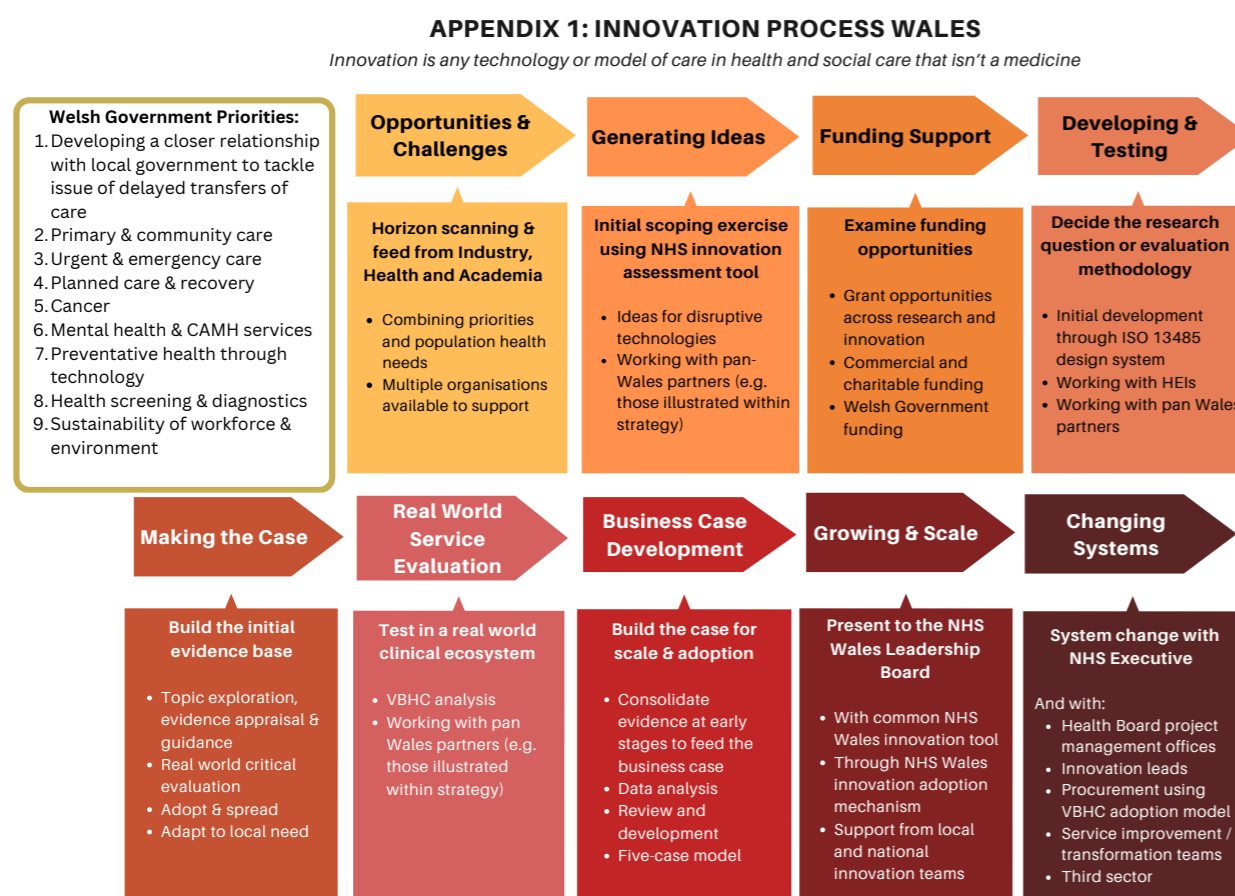 APPENDIX 1: INNOVATION PROCESS WALES
Innovation is any technology or model of care in health and social care that isn't a medicine
Welsh Government Priorities:
1. Developing a closer relationship
with local government to tackle
issue of delayed transfers of
care
2. Primary & community care
3. Urgent & emergency care
4. Planned care & recovery
5. Cancer
6. Mental health & CAMH services
7. Preventative health through
technology
8. Health screening & diagnostics
9. Sustainability of workforce &
environment
Opportunities &
Challenges
Horizon scanning &
feed from Industry,
Health and Academia
• Combining priorities
and population health
needs
• Multiple organisations
available to support
Generating Ideas
Initial scoping exercise
using NHS innovation
assessment tool
• Ideas for disruptive
technologies
• Working with pan-
Wales partners (e.g.
those illustrated within
strategy)
Funding Support
Examine funding
opportunities
• Grant opportunities
across research and
innovation
• Commercial and
charitable funding
• Welsh Government
funding
Developing &
Testing
Decide the research
question or evaluation
methodology
• Initial development
through ISO 13485
design system
• Working with HEIs
• Working with pan Wales
partners
Making the Case
Build the initial
evidence base
• Topic exploration,
evidence appraisal &
guidance
• Real world critical
evaluation
• Adopt & spread
• Adapt to local need
Real World
Service
Evaluation
Test in a real world
clinical ecosystem
• VBHC analysis
• Working with pan
Wales partners (e.g.
those illustrated
within strategy)
Business Case
Development
Build the case for
scale & adoption
• Consolidate
evidence at early
stages to feed the
business case
• Data analysis
• Review and
development
• Five-case model
Growing & Scale
Present to the NHS
Wales Leadership
Board
• With common NHS
Wales innovation tool
• Through NHS Wales
innovation adoption
mechanism
• Support from local
and national
innovation teams
Changing
Systems
System change with
NHS Executive
And with:
• Health Board project
management offices
• Innovation leads
• Procurement using
VBHC adoption model
• Service improvement /
transformation teams
• Third sector